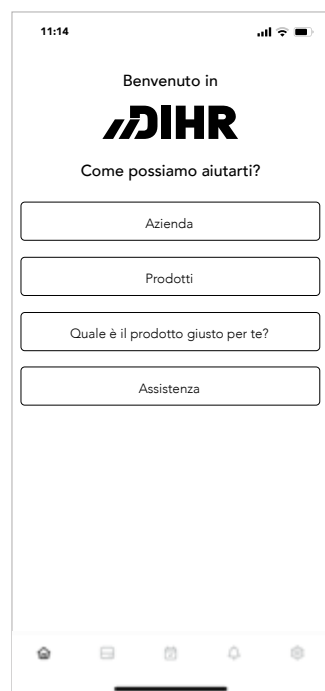 11:14
Benvenuto in
DIHR
Come possiamo aiutarti?
Azienda
Prodotti
Quale è il prodotto giusto per te?
Assistenza